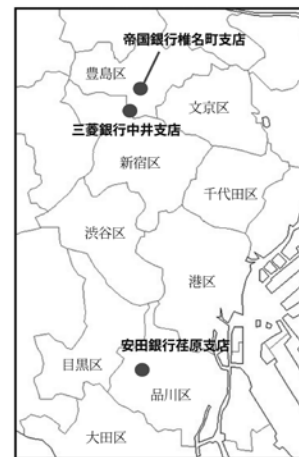 帝国銀行椎名町支店
豊島区
文京区
三菱銀行中井支店
新宿区
千代田区
渋谷区
港区
安田銀行荏原支店
目黒区
品川区
大田区